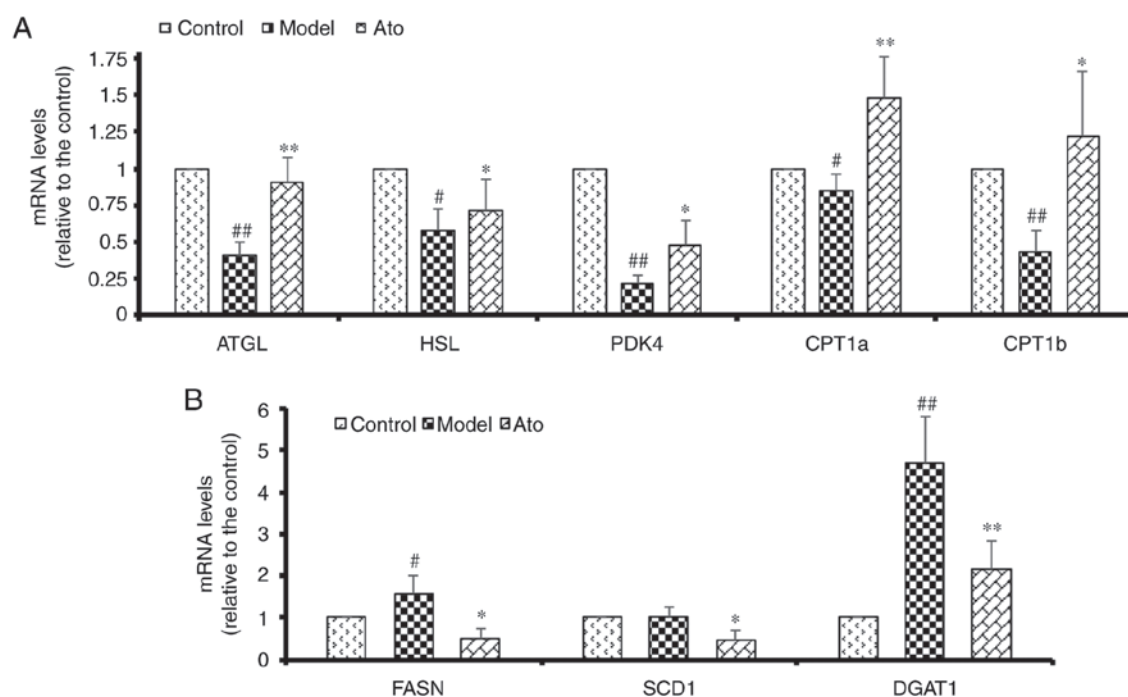 A
Control Model Ato
mRNA levels
(relative to the control)
1.75
1.5
1.25
1
0.75
0.5
0.25
0
## ** # * ## * # ** ## *
ATGL HSL PDK4 CPT1a CPT1b
B
Control Model Ato
mRNA levels
(relative to the control)
6
5
4
3
2
1
0
# * * ## **
FASN SCD1 DGAT1